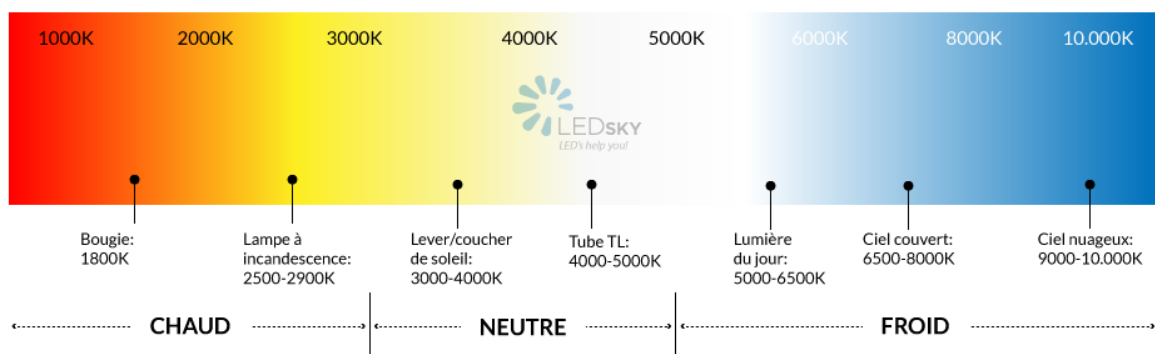 1000K 2000K 3000K 4000K 5000K 6000K 8000K 10.000K
LEDSKY
LED's help you!
Bougie:
1800K
Lampe à
incandescence:
2500-2900K
Lever/coucher
de soleil:
3000-4000K
Tube TL:
4000-5000K
Lumière
du jour:
5000-6500K
Ciel couvert:
6500-8000K
Ciel nuageux:
9000-10.000K
CHAUD NEUTRE FROID